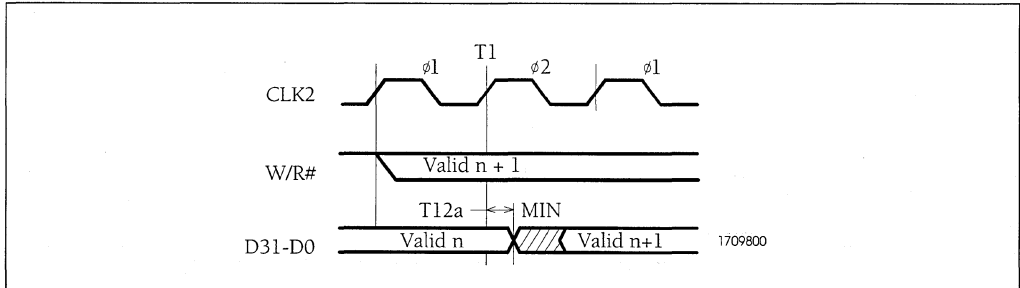 T1
ø1 ø2 ø1
CLK2
W/R# Valid n + 1
T12a MIN
D31-D0 Valid n Valid n+1 1709800